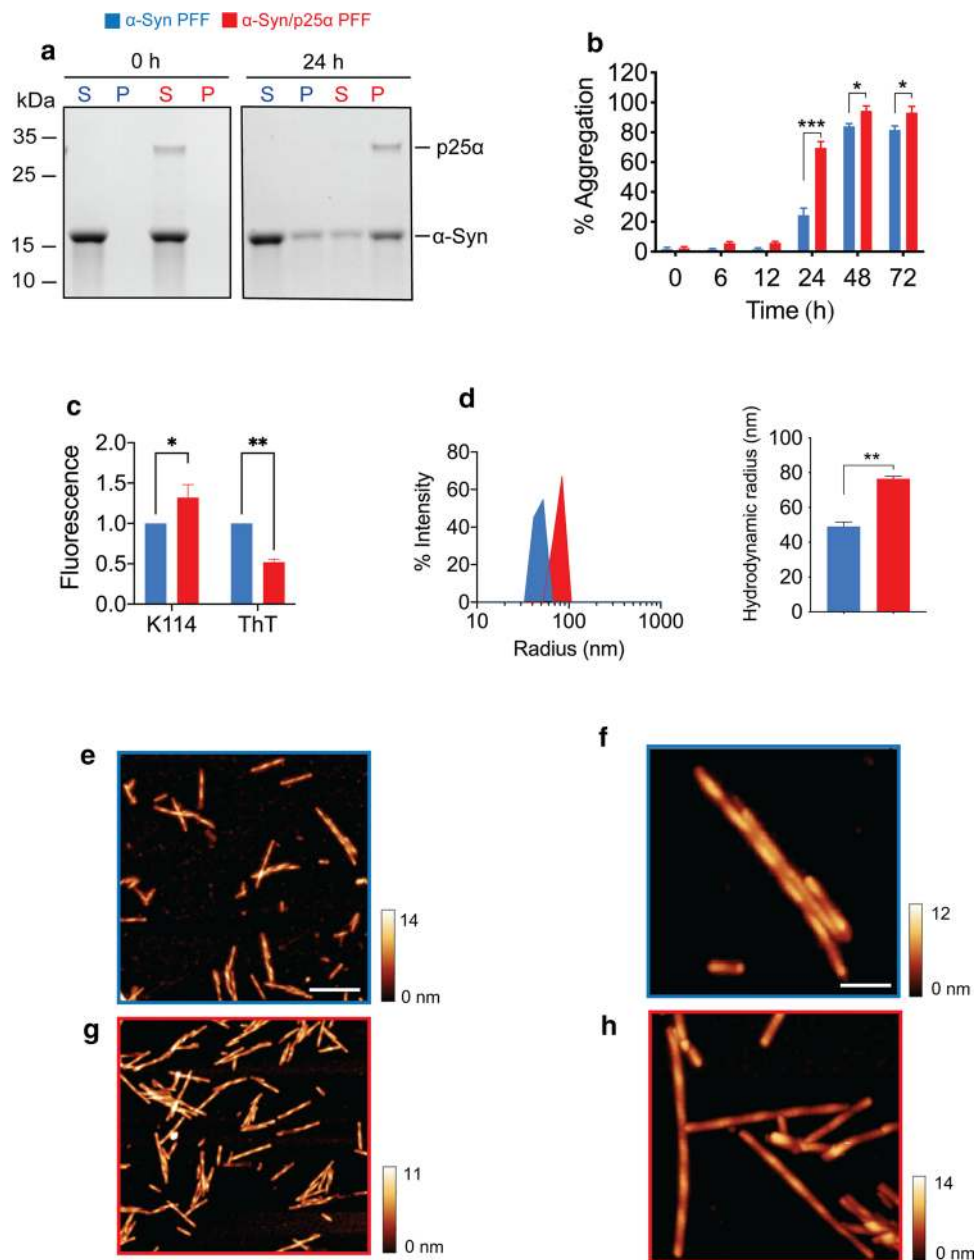 α-Syn PFF α-Syn/p25α PFF
a
0 h 24 h
kDa S P S P S P S P
35
25
15
10
p25α
α-Syn
b
% Aggregation
120
100
80
60
40
20
0
*** * *
0 6 12 24 48 72
Time (h)
c
Fluorescence
2.0
1.5
1.0
0.5
0.0
* **
K114 ThT
d
% Intensity
80
60
40
20
0
10 100 1000
Radius (nm)
Hydrodynamic radius (nm)
100
80
60
40
20
0
**
e
14
0 nm
f
12
0 nm
g
11
0 nm
h
14
0 nm